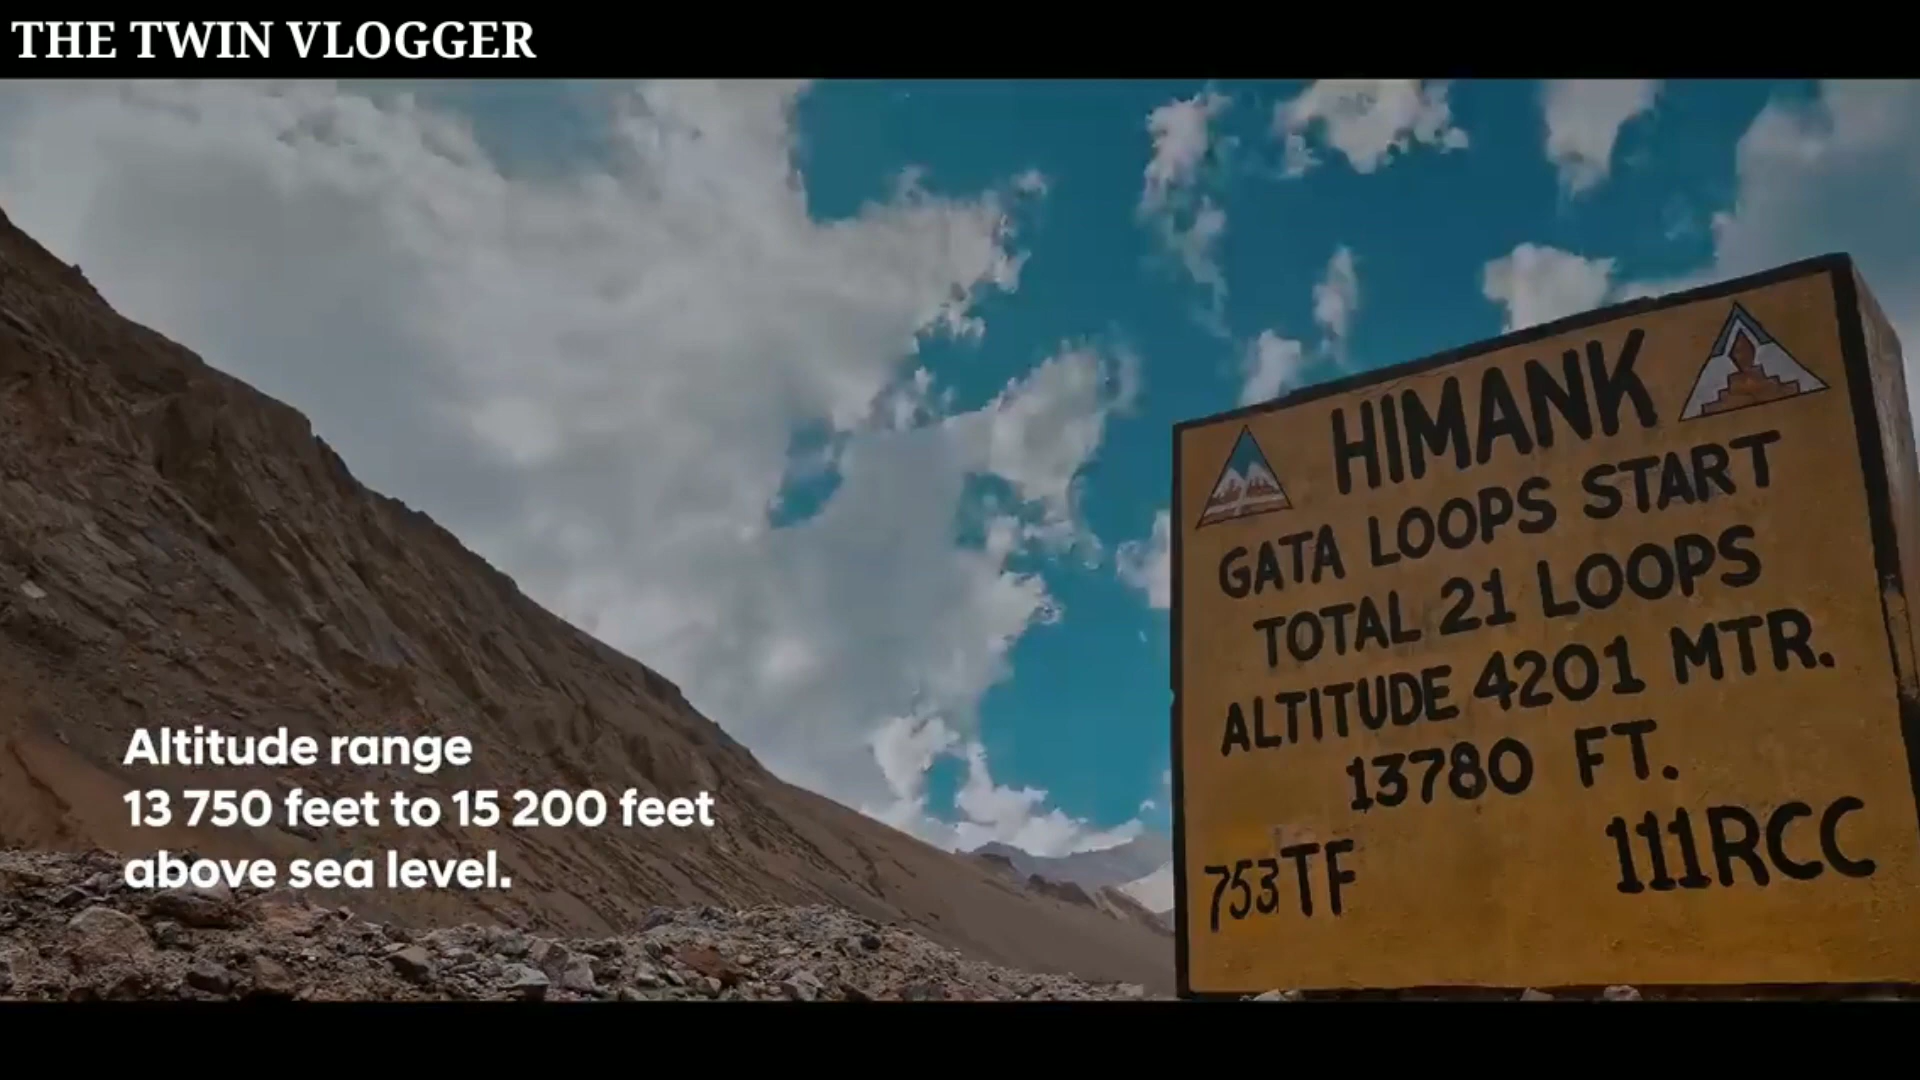 THE TWIN VLOGGER
HIMANK
GATA LOOPS START
TOTAL 21 LOOPS
ALTITUDE 4201 MTR.
13780 FT.
753TF 111RCC
Altitude range
13 750 feet to 15 200 feet
above sea level.